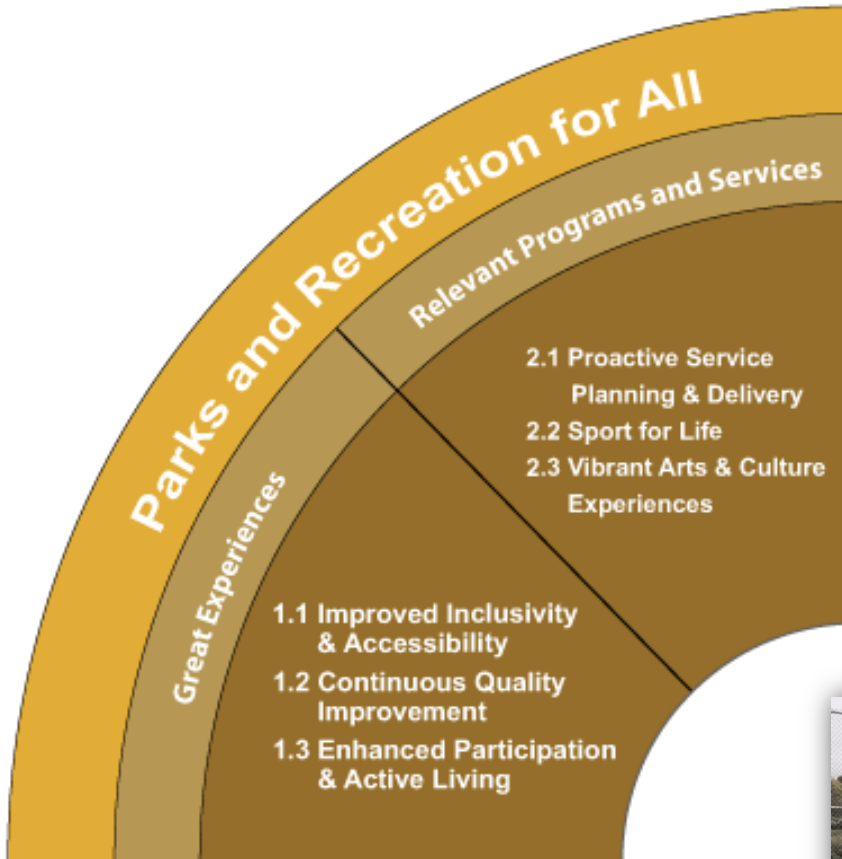 Parks and Recreation for All
Relevant Programs and Services
2.1 Proactive Service
Planning & Delivery
2.2 Sport for Life
2.3 Vibrant Arts & Culture
Experiences
Great Experiences
1.1 Improved Inclusivity
& Accessibility
1.2 Continuous Quality
Improvement
1.3 Enhanced Participation
& Active Living